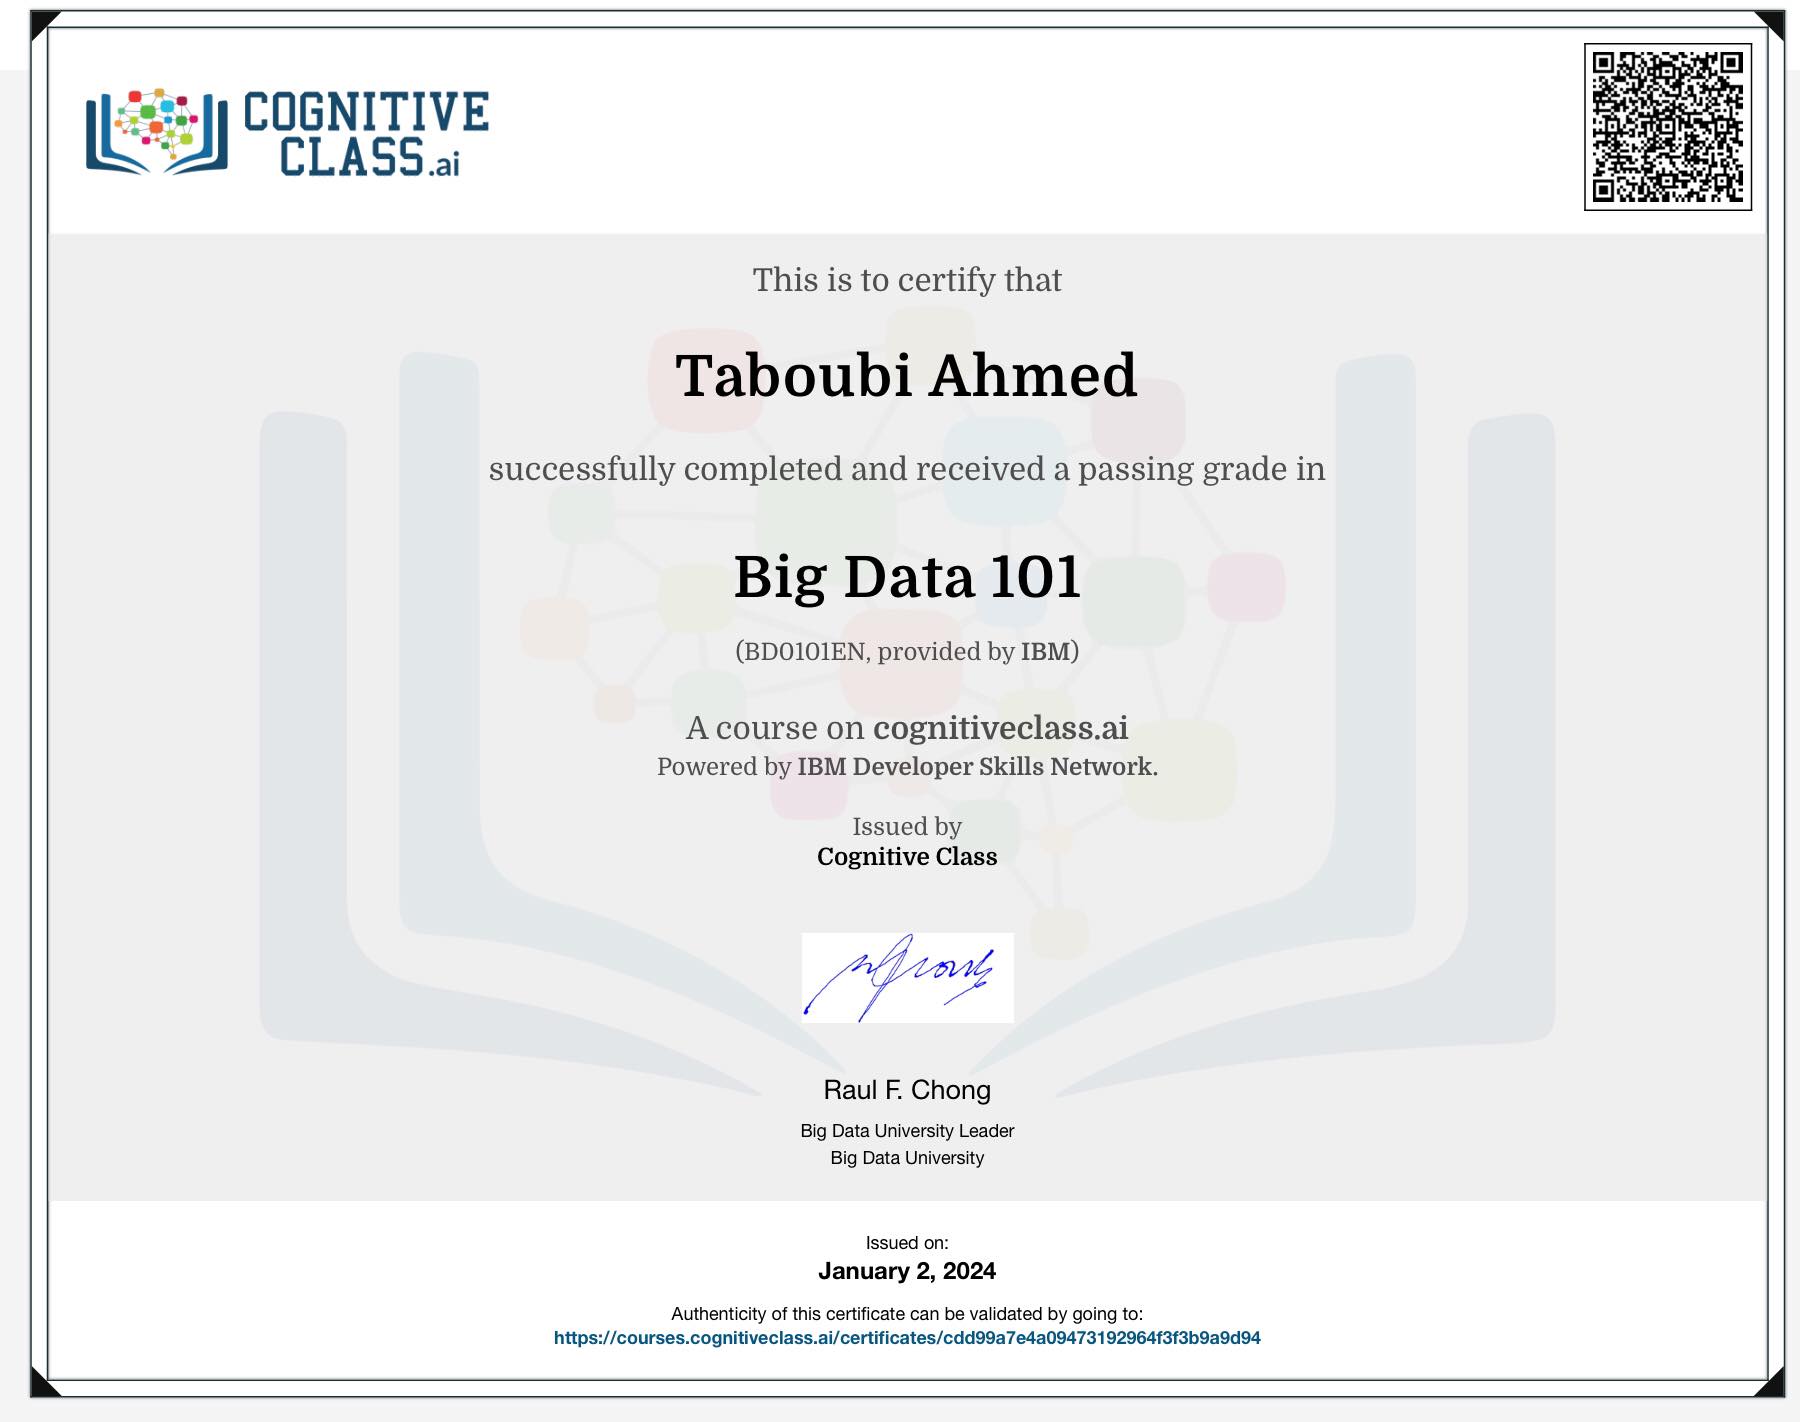 COGNITIVE
CLASS.ai
This is to certify that
Taboubi Ahmed
successfully completed and received a passing grade in
Big Data 101
(BD0101EN, provided by IBM)
A course on cognitiveclass.ai
Powered by IBM Developer Skills Network.
Issued by
Cognitive Class
Raul F. Chong
Big Data University Leader
Big Data University
Issued on:
January 2, 2024
Authenticity of this certificate can be validated by going to:
https://courses.cognitiveclass.ai/certificates/cdd99a7e4a09473192964f3f3b9a9d94